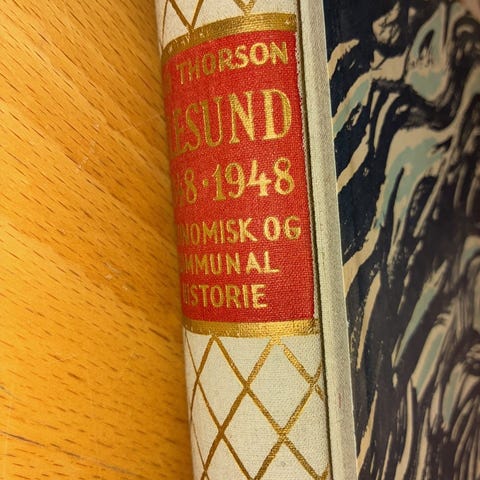 THORSON
ESUND
8·1948
NOMISK OG
MMUNAL
ISTORIE